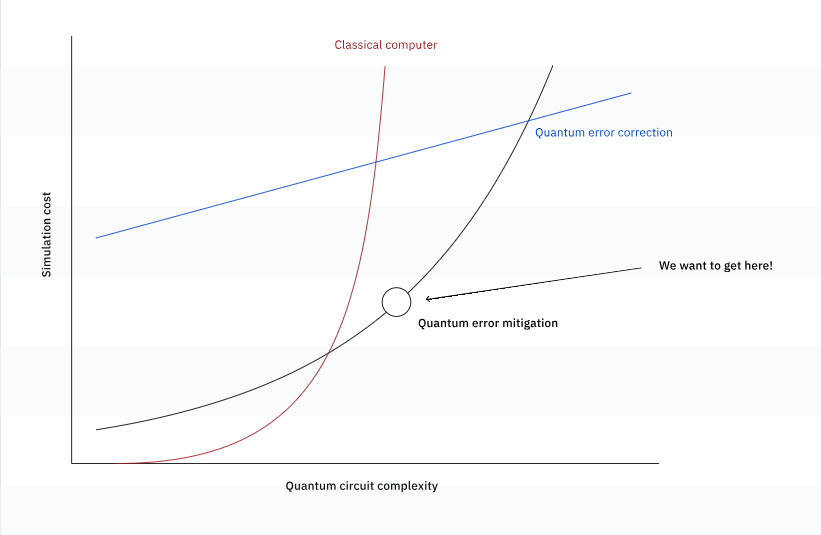 Classical computer
Quantum error correction
Simulation cost
We want to get here!
Quantum error mitigation
Quantum circuit complexity